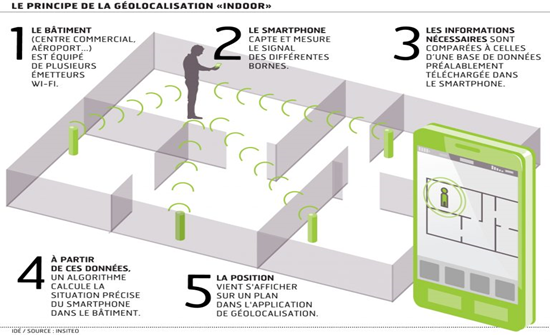 LE PRINCIPE DE LA GÉOLOCALISATION «INDOOR»
1 LE BÂTIMENT
(CENTRE COMMERCIAL,
AÉROPORT...)
EST ÉQUIPÉ
DE PLUSIEURS
ÉMETTEURS
WI-FI.
2 LE SMARTPHONE
CAPTE ET MESURE
LE SIGNAL
DES DIFFÉRENTES
BORNES.
3 LES INFORMATIONS
NÉCESSAIRES SONT
COMPARÉES À CELLES
D'UNE BASE DE DONNÉES
PRÉALABLEMENT
TÉLÉCHARGÉE DANS
LE SMARTPHONE.
4 À PARTIR
DE CES DONNÉES,
UN ALGORITHME
CALCULE LA
SITUATION PRÉCISE
DU SMARTPHONE
DANS LE BÂTIMENT.
5 LA POSITION
VIENT S'AFFICHER
SUR UN PLAN
DANS L'APPLICATION
DE GÉOLOCALISATION.
IDÉ / SOURCE : INSITEO